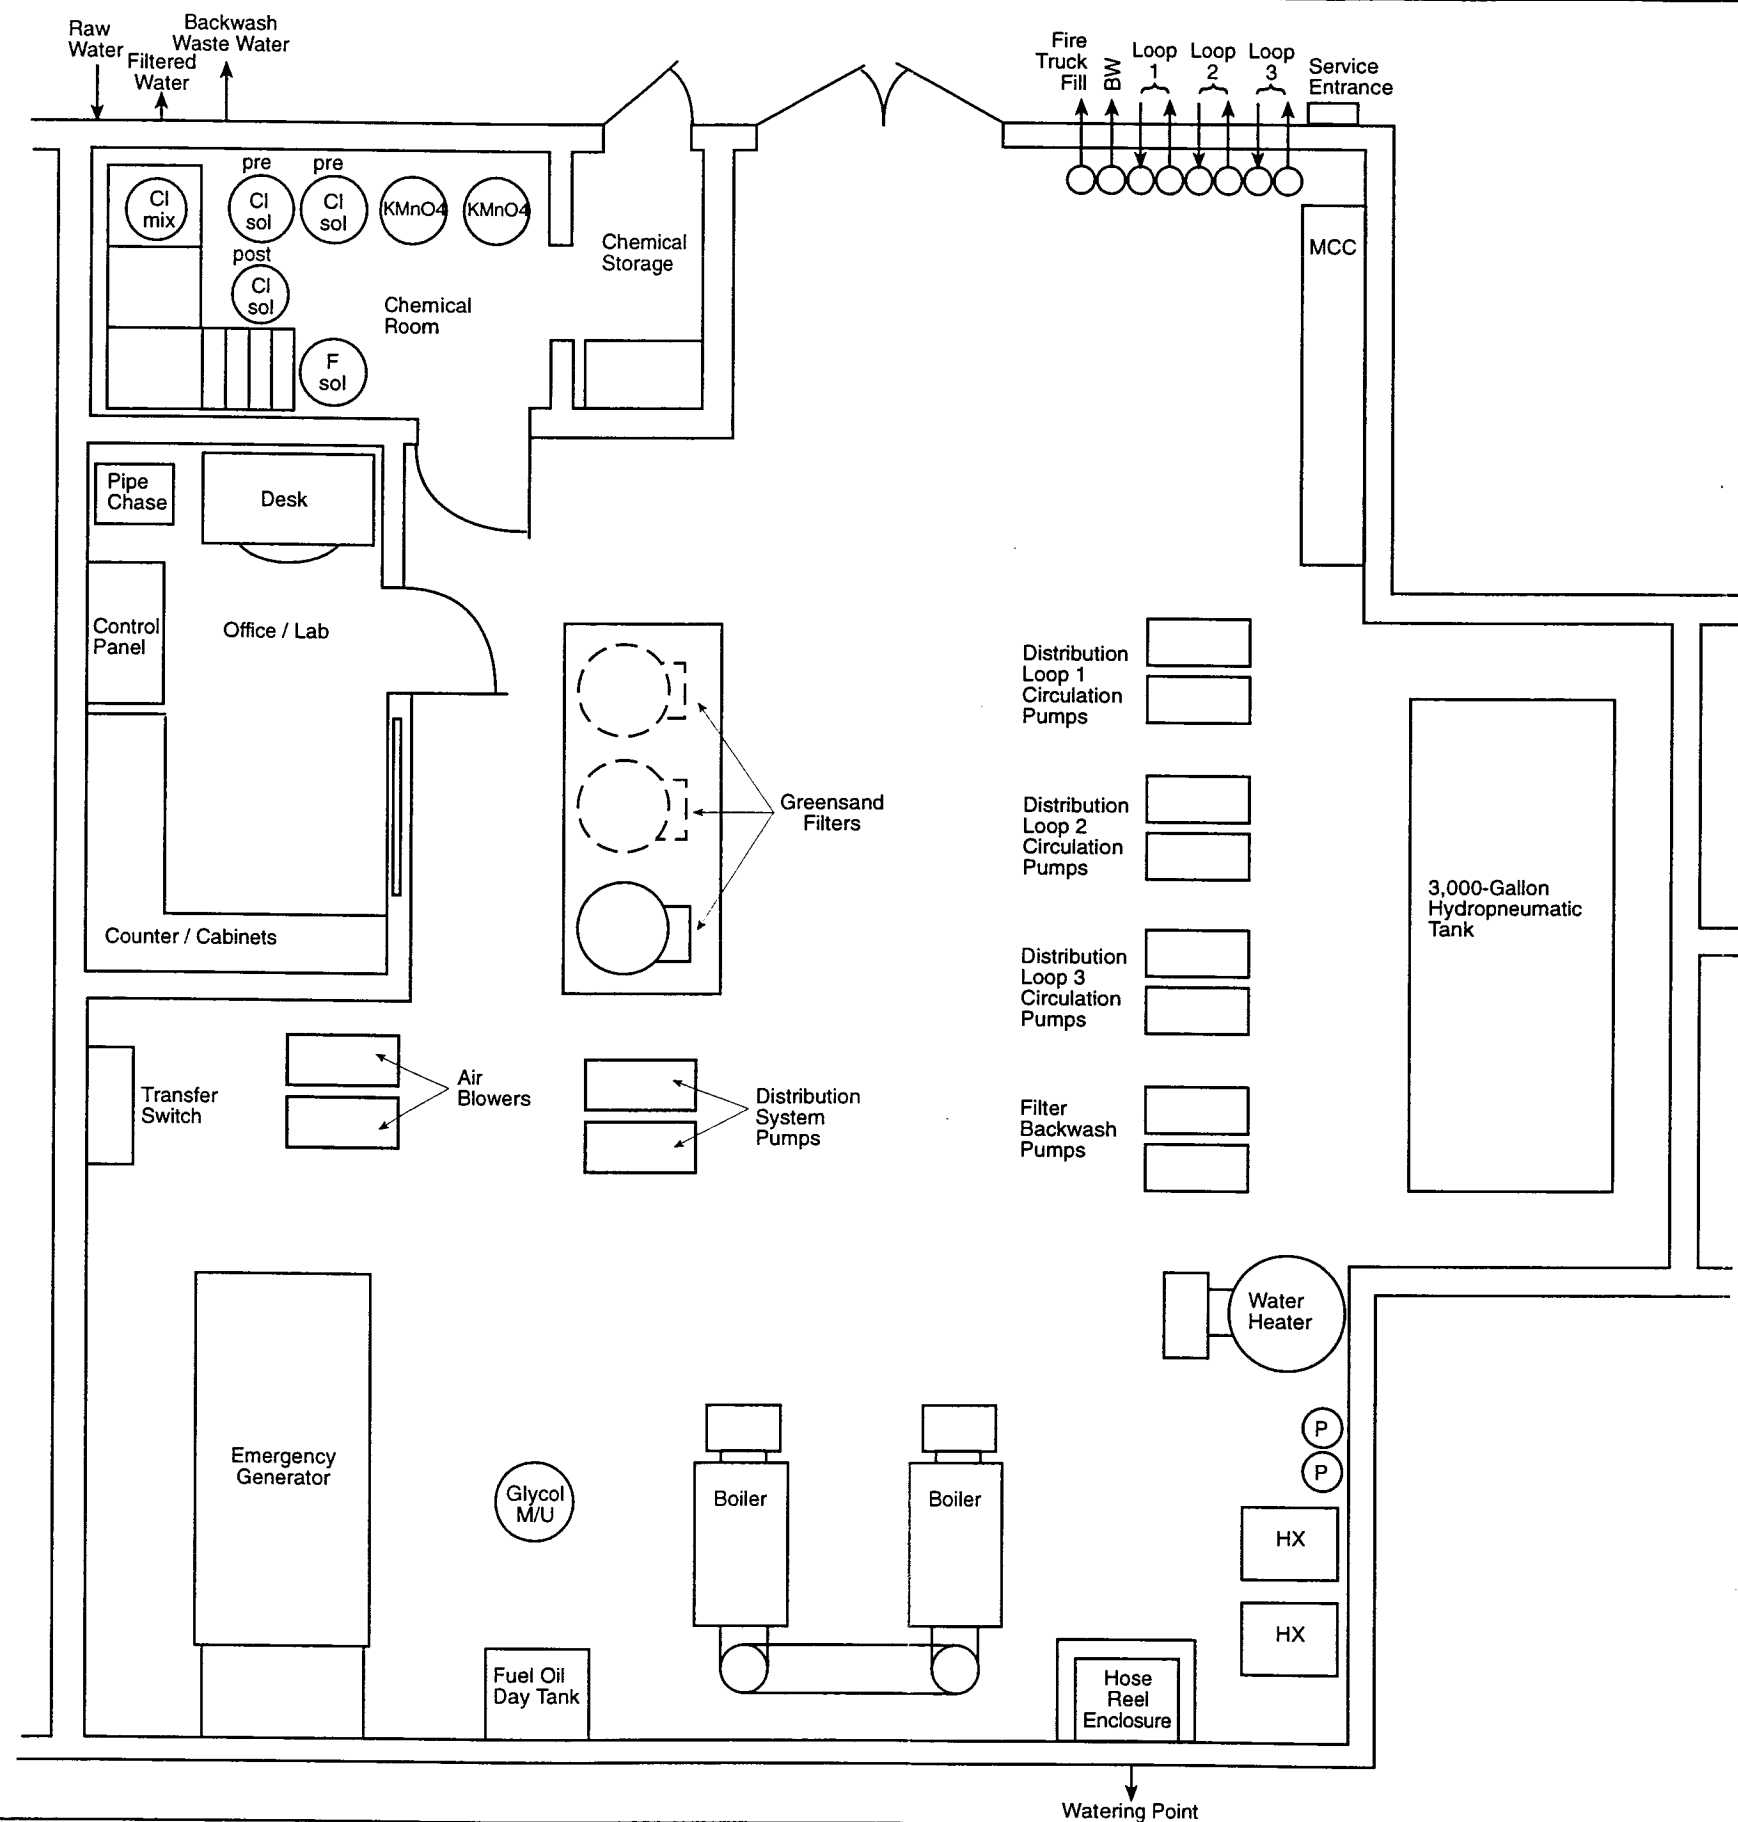 Raw
Water
Filtered
Water
Backwash
Waste Water
Fire
Truck
Fill
BW
Loop
1
Loop
2
Loop
3
Service
Entrance
Cl
mix
pre
Cl
sol
pre
Cl
sol
KMnO4
KMnO4
post
Cl
sol
F
sol
Chemical
Room
Chemical
Storage
MCC
Pipe
Chase
Desk
Control
Panel
Office / Lab
Counter / Cabinets
Greensand
Filters
Distribution
Loop 1
Circulation
Pumps
Distribution
Loop 2
Circulation
Pumps
Distribution
Loop 3
Circulation
Pumps
3,000-Gallon
Hydropneumatic
Tank
Transfer
Switch
Air
Blowers
Distribution
System
Pumps
Filter
Backwash
Pumps
Water
Heater
P
P
HX
HX
Emergency
Generator
Glycol
M/U
Boiler
Boiler
Fuel Oil
Day Tank
Hose
Reel
Enclosure
Watering Point